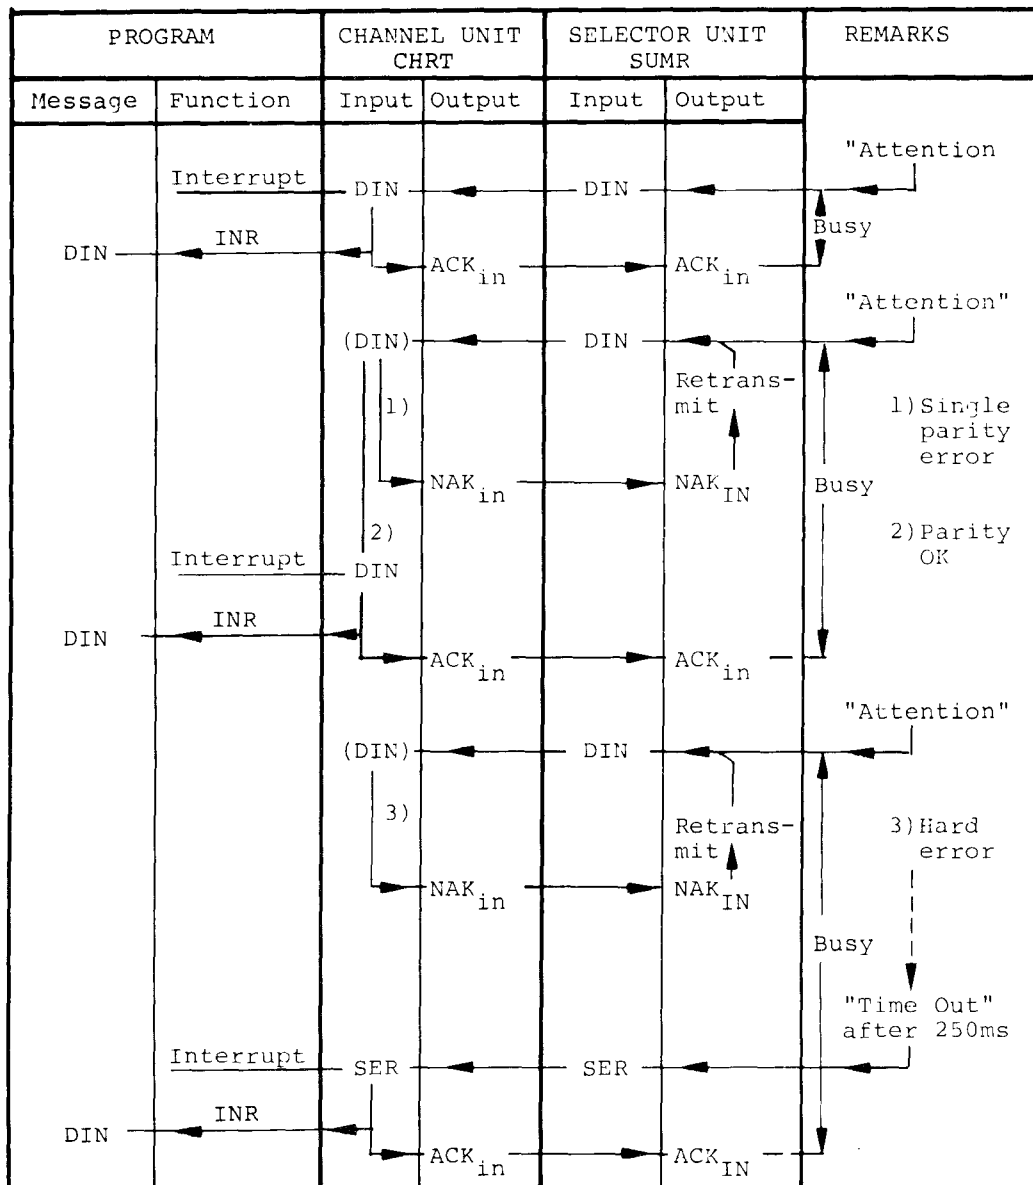 PROGRAM
CHANNEL UNIT
CHRT
SELECTOR UNIT
SUMR
REMARKS
Message
Function
Input
Output
Input
Output
"Attention
Interrupt
DIN
DIN
Busy
DIN
INR
ACKin
ACKin
"Attention"
(DIN)
DIN
Retrans-
mit
1)
1)Single
parity
error
NAKin
NAKIN
Busy
2)
2)Parity
OK
Interrupt
DIN
DIN
INR
ACKin
ACKin
"Attention"
(DIN)
DIN
3)
Retrans-
mit
3)Hard
error
NAKin
NAKIN
Busy
"Time Out"
after 250ms
Interrupt
SER
SER
DIN
INR
ACKin
ACKIN